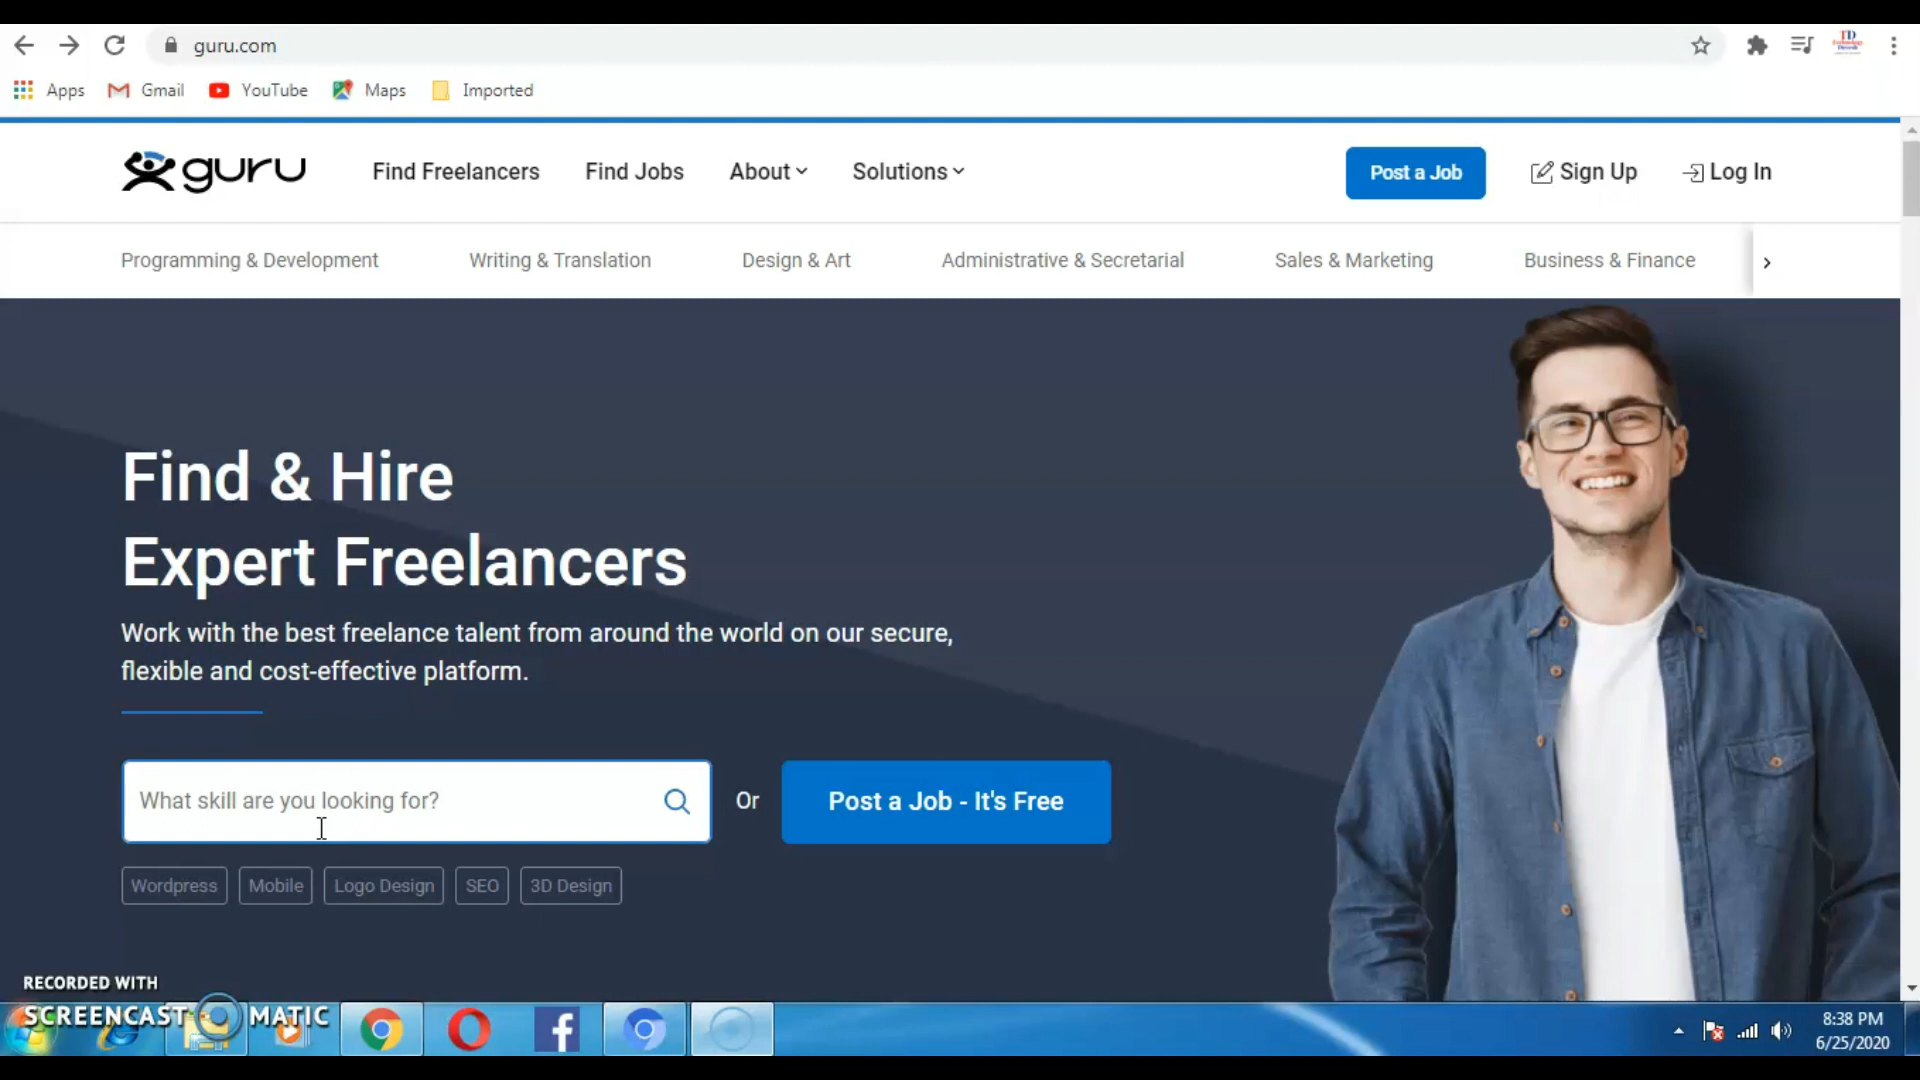 guru.com
Apps Gmail YouTube Maps Imported
guru Find Freelancers Find Jobs About Solutions Post a Job Sign Up Log In
Programming & Development Writing & Translation Design & Art Administrative & Secretarial Sales & Marketing Business & Finance
Find & Hire
Expert Freelancers
Work with the best freelance talent from around the world on our secure,
flexible and cost-effective platform.
What skill are you looking for? Or Post a Job - It's Free
Wordpress Mobile Logo Design SEO 3D Design
RECORDED WITH
SCREENCAST MATIC
8:38 PM
6/25/2020